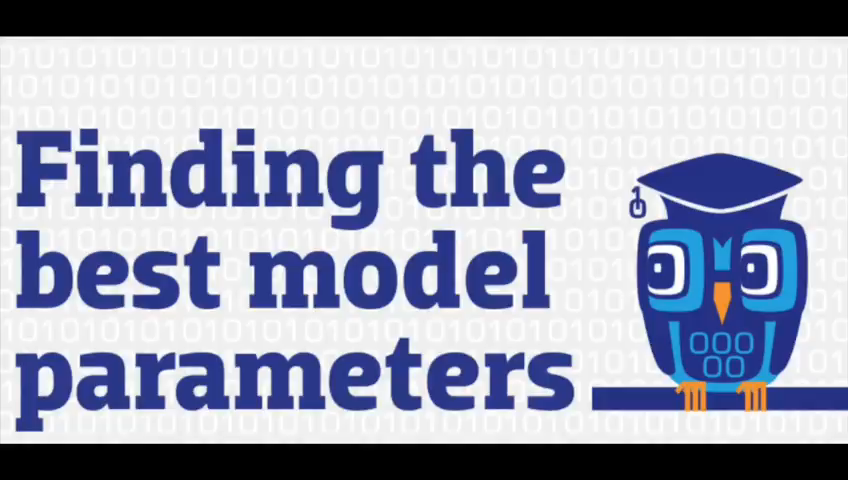 Finding the
best model
parameters